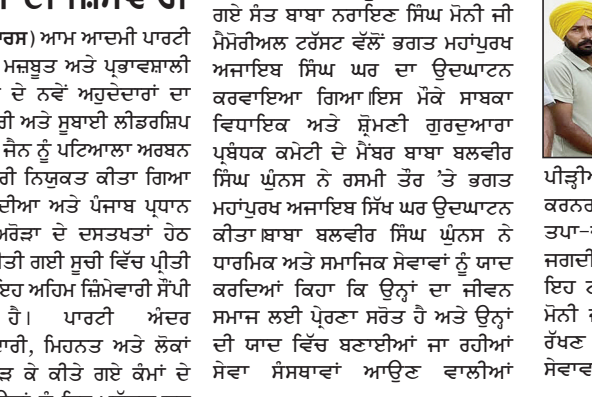 ਾਰਸ) ਆਮ ਆਦਮੀ ਪਾਰਟੀ
ਮਜ਼ਬੂਤ ਅਤੇ ਪ੍ਰਭਾਵਸ਼ਾਲੀ
ਦੇ ਨਵੇਂ ਅਹੁਦੇਦਾਰਾਂ ਦਾ
ਰੀ ਅਤੇ ਸੂਬਾਈ ਲੀਡਰਸ਼ਿਪ
ਜੈਨ ਨੂੰ ਪਟਿਆਲਾ ਅਰਬਨ
ਰੀ ਨਿਯੁਕਤ ਕੀਤਾ ਗਿਆ
ਦੀਆ ਅਤੇ ਪੰਜਾਬ ਪ੍ਰਧਾਨ
ਅਰੋੜਾ ਦੇ ਦਸਤਖਤਾਂ ਹੇਠ
ੀਤੀ ਗਈ ਸੂਚੀ ਵਿੱਚ ਪ੍ਰੀਤੀ
ਇਹ ਅਹਿਮ ਜ਼ਿੰਮੇਵਾਰੀ ਸੌਂਪੀ
ਹੈ। ਪਾਰਟੀ ਅੰਦਰ
ਾਰੀ, ਮਿਹਨਤ ਅਤੇ ਲੋਕਾਂ
ੜ ਕੇ ਕੀਤੇ ਗਏ ਕੰਮਾਂ ਦੇ
ਗਏ ਸੰਤ ਬਾਬਾ ਨਰਾਇਣ ਸਿੰਘ ਮੋਨੀ ਜੀ
ਮੈਮੋਰੀਅਲ ਟਰੱਸਟ ਵੱਲੋਂ ਭਗਤ ਮਹਾਂਪੁਰਖ
ਅਜਾਇਬ ਸਿੰਘ ਘਰ ਦਾ ਉਦਘਾਟਨ
ਕਰਵਾਇਆ ਗਿਆ।ਇਸ ਮੌਕੇ ਸਾਬਕਾ
ਵਿਧਾਇਕ ਅਤੇ ਸ਼੍ਰੋਮਣੀ ਗੁਰਦੁਆਰਾ
ਪ੍ਰਬੰਧਕ ਕਮੇਟੀ ਦੇ ਮੈਂਬਰ ਬਾਬਾ ਬਲਵੀਰ
ਸਿੰਘ ਘੁੰਨਸ ਨੇ ਰਸਮੀ ਤੌਰ 'ਤੇ ਭਗਤ
ਮਹਾਂਪੁਰਖ ਅਜਾਇਬ ਸਿੱਖ ਘਰ ਉਦਘਾਟਨ
ਕੀਤਾ।ਬਾਬਾ ਬਲਵੀਰ ਸਿੰਘ ਘੁੰਨਸ ਨੇ
ਧਾਰਮਿਕ ਅਤੇ ਸਮਾਜਿਕ ਸੇਵਾਵਾਂ ਨੂੰ ਯਾਦ
ਕਰਦਿਆਂ ਕਿਹਾ ਕਿ ਉਨ੍ਹਾਂ ਦਾ ਜੀਵਨ
ਸਮਾਜ ਲਈ ਪ੍ਰੇਰਣਾ ਸਰੋਤ ਹੈ ਅਤੇ ਉਨ੍ਹਾਂ
ਦੀ ਯਾਦ ਵਿੱਚ ਬਣਾਈਆਂ ਜਾ ਰਹੀਆਂ
ਸੇਵਾ ਸੰਸਥਾਵਾਂ ਆਉਣ ਵਾਲੀਆਂ
ਪੀੜ੍ਹੀਆ
ਕਰਨਗ
ਤਪਾ-
ਜਗਦੀ
ਇਹ ਟ
ਮੋਨੀ ਜ
ਰੱਖਣ
ਸੇਵਾਵ